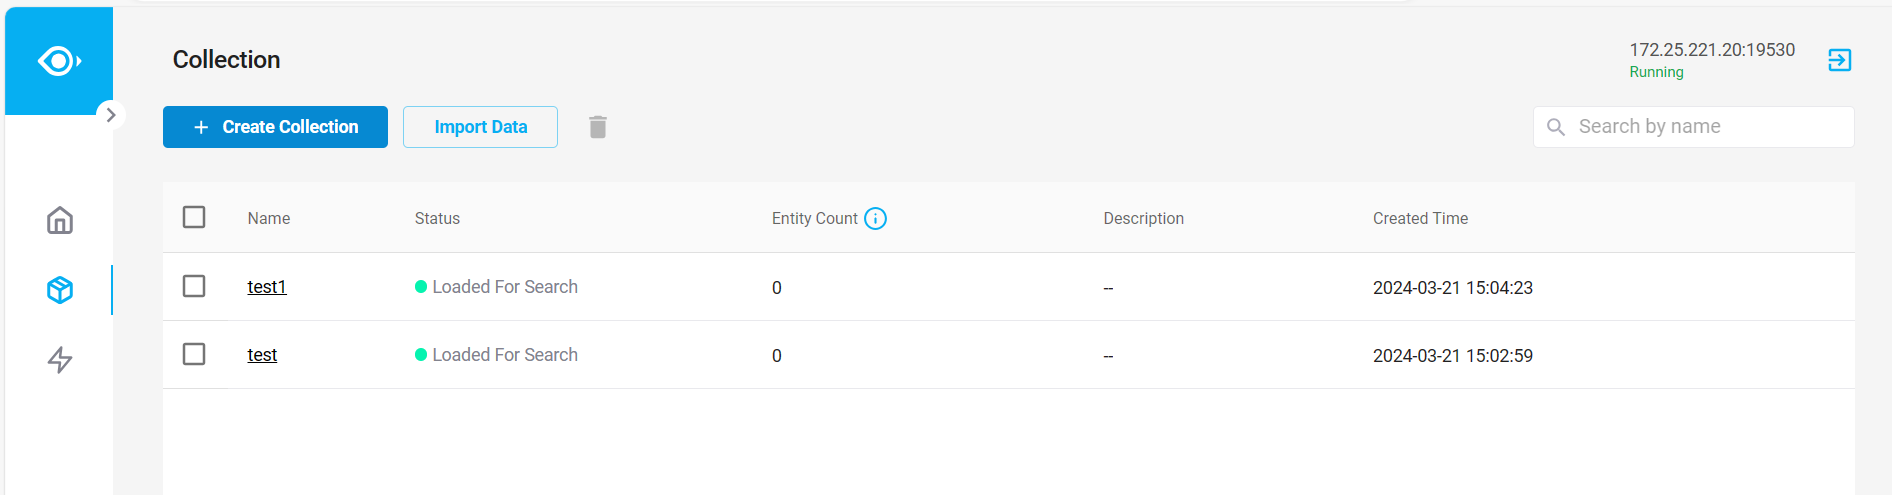 Collection
172.25.221.20:19530
Running
+ Create Collection
Import Data
Search by name
Name Status Entity Count Description Created Time
test1 Loaded For Search 0 -- 2024-03-21 15:04:23
test Loaded For Search 0 -- 2024-03-21 15:02:59